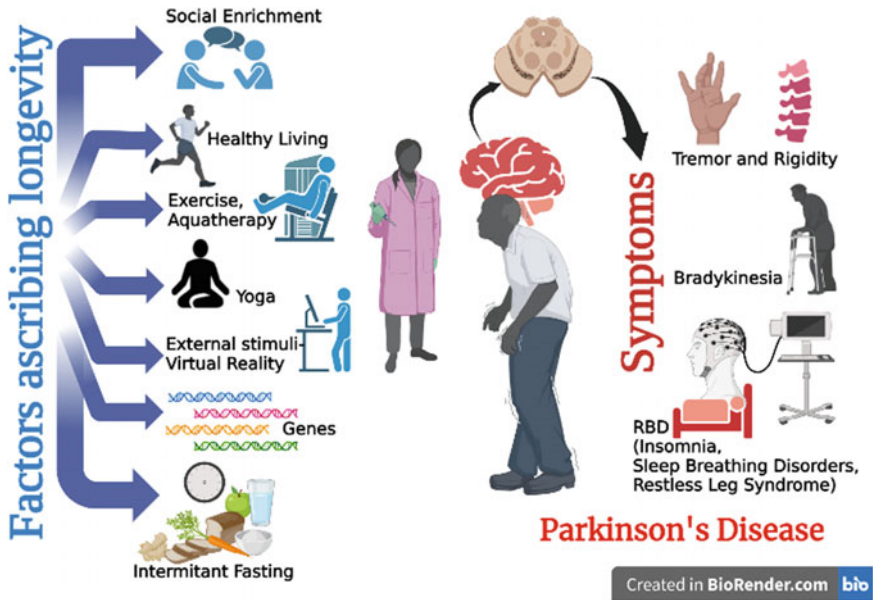 Factors ascribing longevity
Social Enrichment
Healthy Living
Exercise,
Aquatherapy
Yoga
External stimuli-
Virtual Reality
Genes
Intermitant Fasting
Symptoms
Tremor and Rigidity
Bradykinesia
RBD
(Insomnia,
Sleep Breathing Disorders,
Restless Leg Syndrome)
Parkinson's Disease
Created in BioRender.com bio